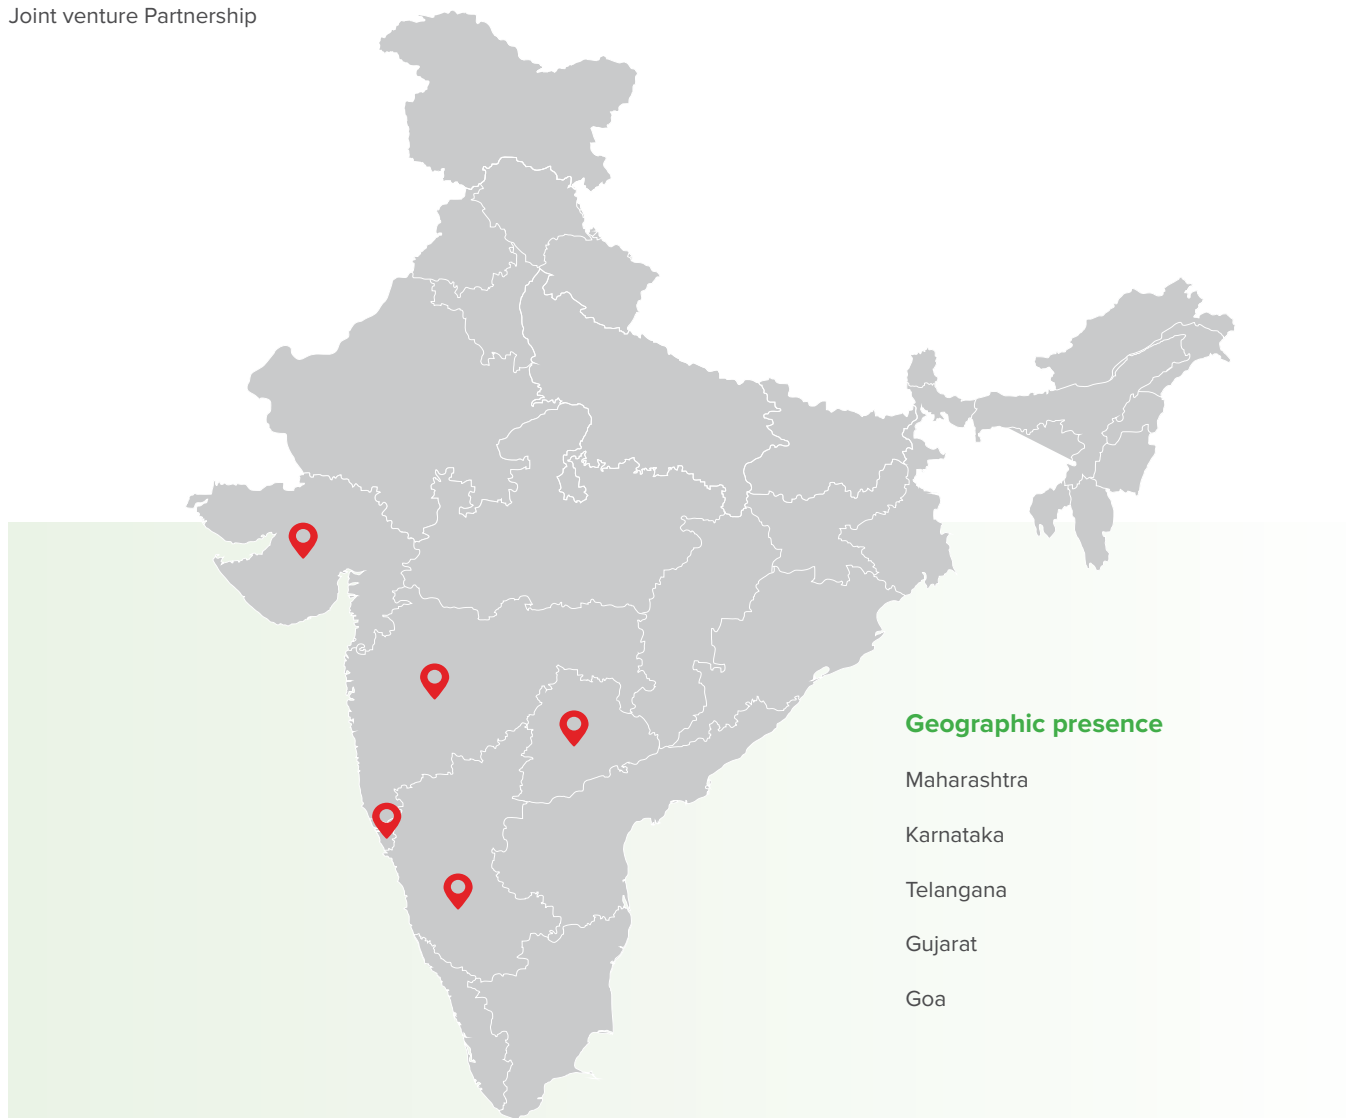 Joint venture Partnership
Geographic presence
Maharashtra
Karnataka
Telangana
Gujarat
Goa